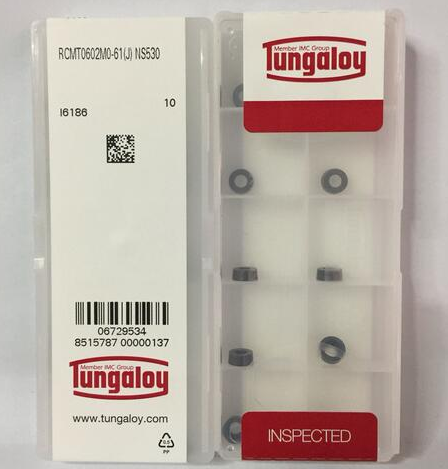 RCMT0602M0-61(J) NS530
10
I6186
06729534
8515787 00000137
Member IMC Group
Tungaloy
www.tungaloy.com
PP
Member IMC Group
Tungaloy
INSPECTED